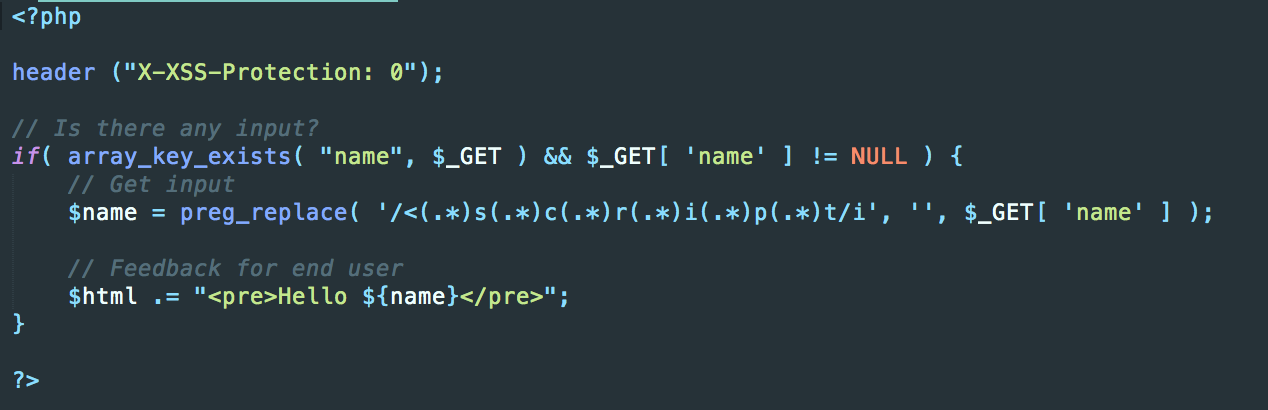 <?php
header ("X-XSS-Protection: 0");
// Is there any input?
if( array_key_exists( "name", $_GET ) && $_GET[ 'name' ] != NULL ) {
// Get input
$name = preg_replace( '/<(.*)s(.*)c(.*)r(.*)i(.*)p(.*)t/i', '', $_GET[ 'name' ] );
// Feedback for end user
$html .= "<pre>Hello ${name}</pre>";
}
?>